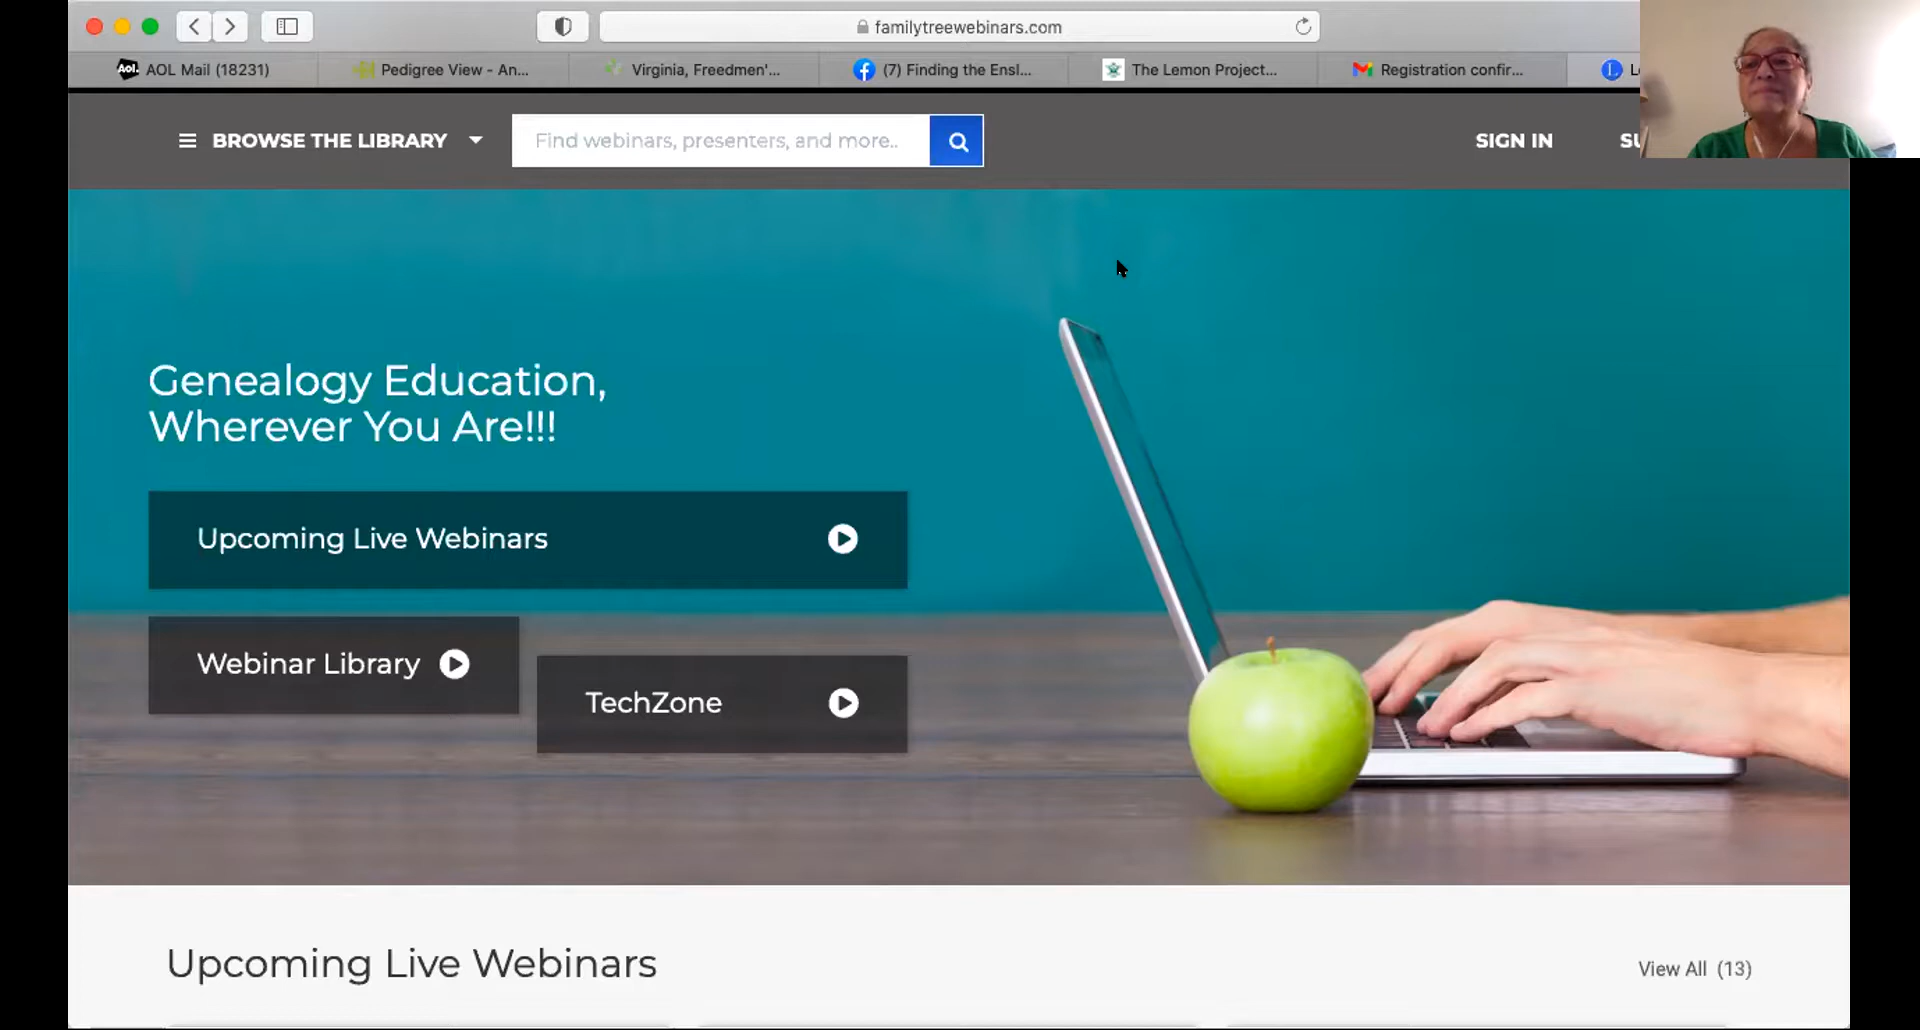 familytreewebinars.com
Aol. AOL Mail (18231)
Pedigree View - An...
Virginia, Freedmen'...
(7) Finding the Ensl...
The Lemon Project...
Registration confir...
BROWSE THE LIBRARY
Find webinars, presenters, and more..
SIGN IN
Genealogy Education,
Wherever You Are!!!
Upcoming Live Webinars
Webinar Library
TechZone
Upcoming Live Webinars
View All (13)